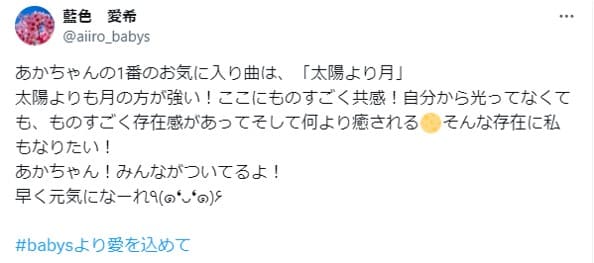 藍色　愛希
@aiiro_babys
あかちゃんの1番のお気に入り曲は、「太陽より月」
太陽よりも月の方が強い！ここにものすごく共感！自分から光ってなくて
も、ものすごく存在感があってそして何より癒される🌕そんな存在に私
もなりたい！
あかちゃん！みんながついてるよ！
早く元気になーれ٩(๑❛ᴗ❛๑)۶
#babysより愛を込めて